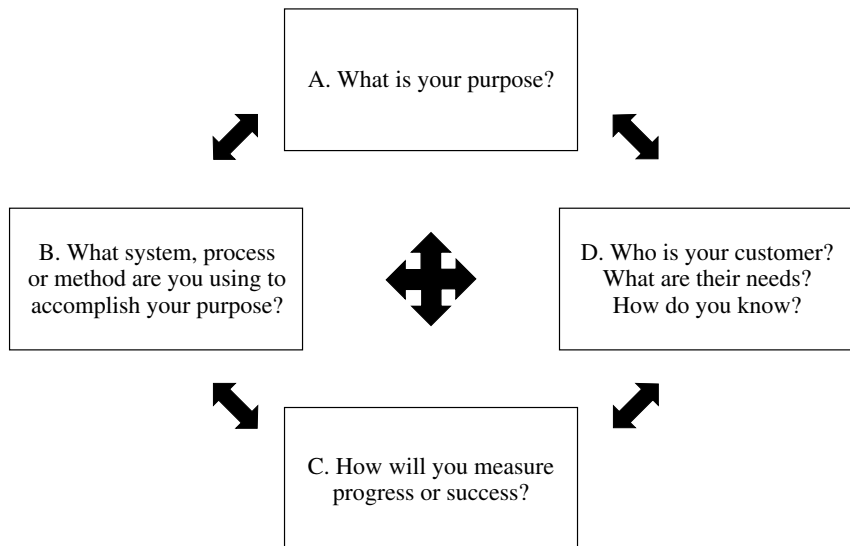 A. What is your purpose?
B. What system, process
or method are you using to
accomplish your purpose?
D. Who is your customer?
What are their needs?
How do you know?
C. How will you measure
progress or success?